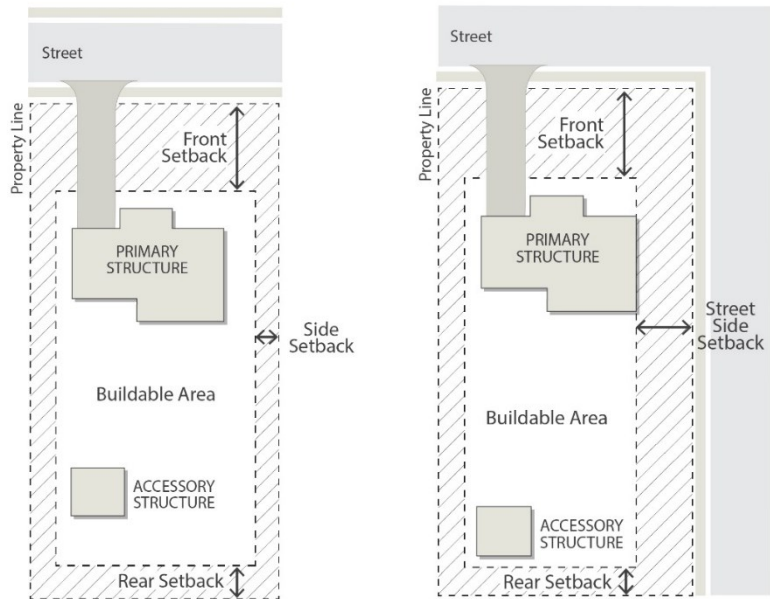 Street
Property Line
Front
Setback
PRIMARY
STRUCTURE
Side
Setback
Buildable Area
ACCESSORY
STRUCTURE
Rear Setback
Street
Property Line
Front
Setback
PRIMARY
STRUCTURE
Street
Side
Setback
Buildable Area
ACCESSORY
STRUCTURE
Rear Setback